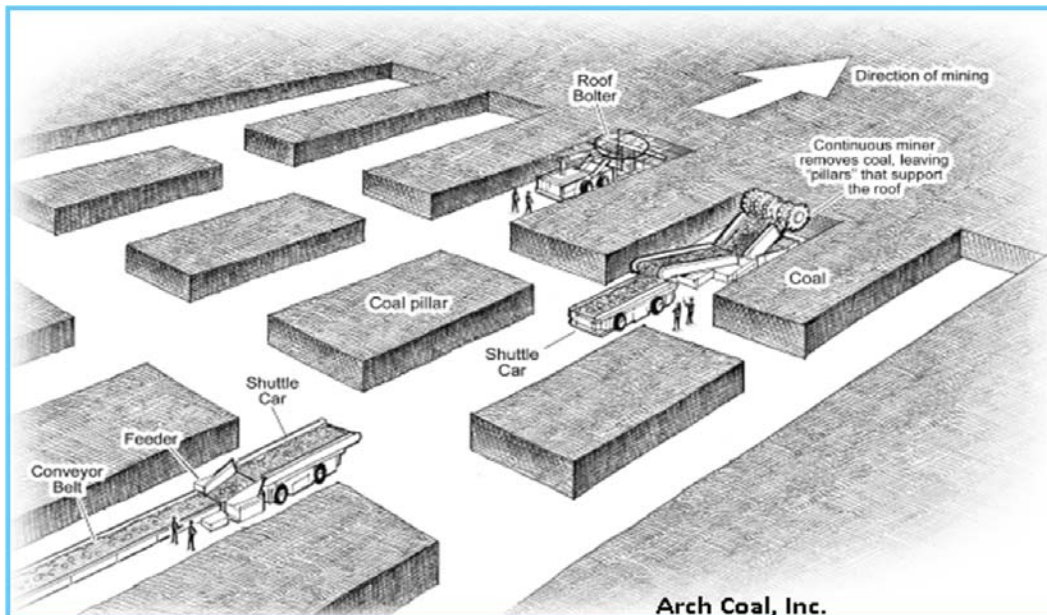 Roof
Bolter
Direction of mining
Continuous miner
removes coal, leaving
"pillars" that support
the roof
Coal
Coal pillar
Shuttle
Car
Shuttle
Car
Feeder
Conveyor
Belt
Arch Coal, Inc.